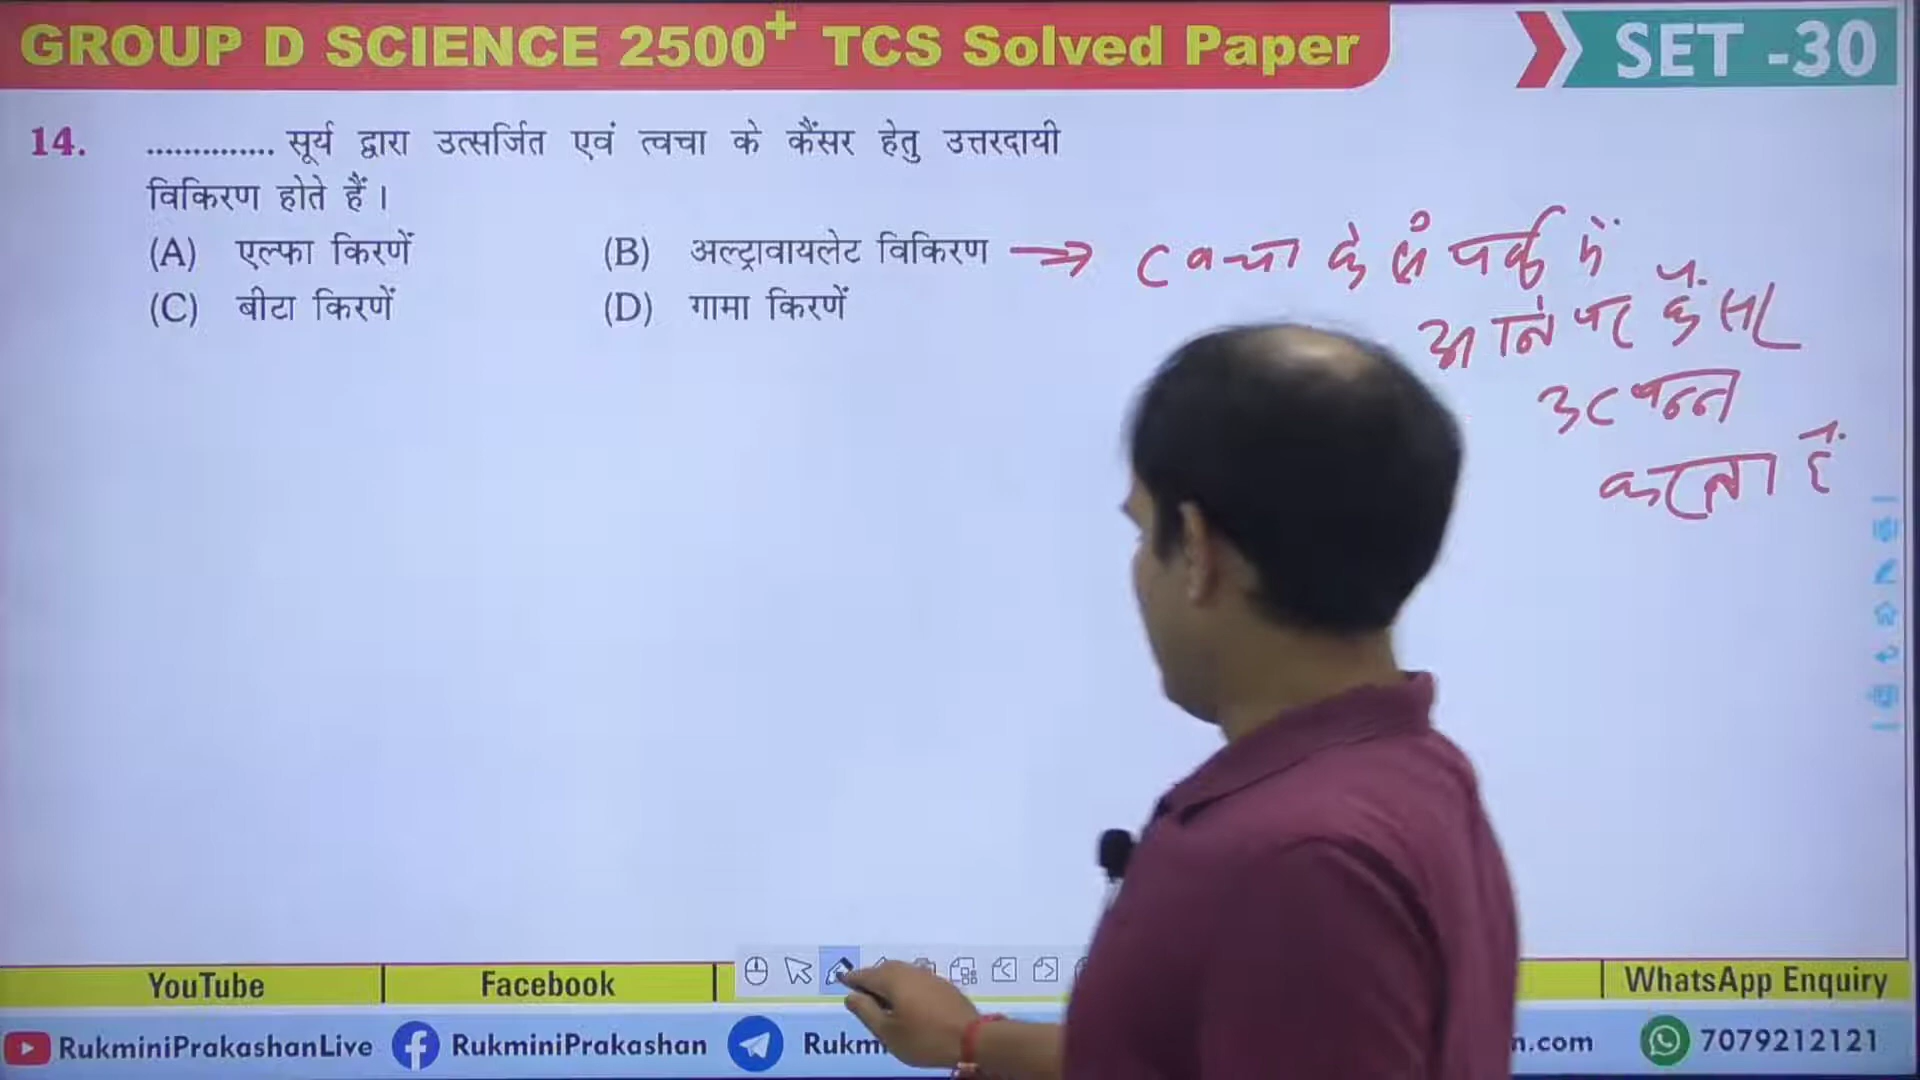 GROUP D SCIENCE 2500+ TCS Solved Paper
SET -30
14. .............. सूर्य द्वारा उत्सर्जित एवं त्वचा के कैंसर हेतु उत्तरदायी
विकिरण होते हैं।
(A) एल्फा किरणें (B) अल्ट्रावायलेट विकिरण → त्वचा के संपर्क में
आने पर कैंसर
उत्पन्न
करता है
(C) बीटा किरणें (D) गामा किरणें
YouTube Facebook WhatsApp Enquiry
RukminiPrakashanLive RukminiPrakashan n.com 7079212121